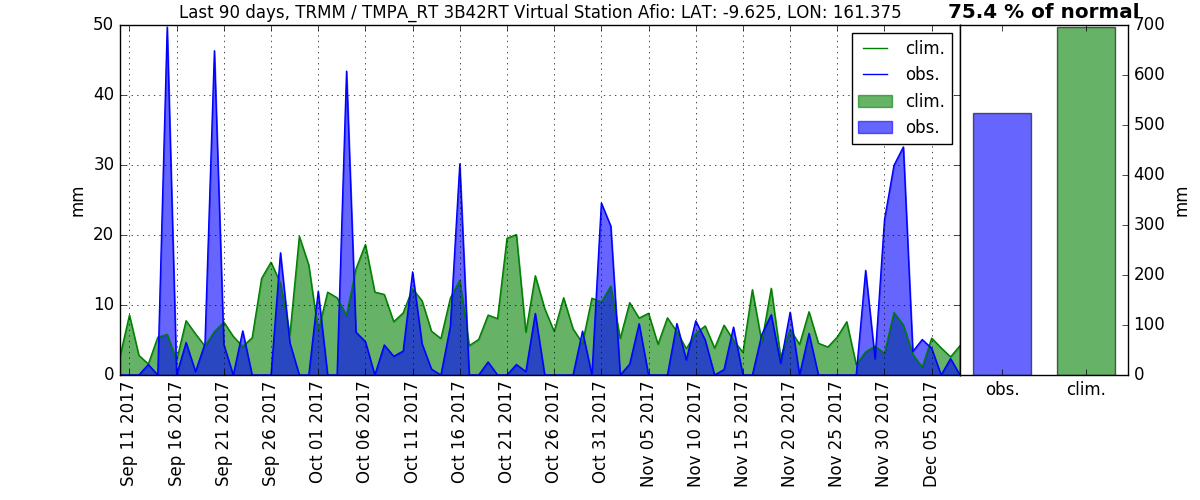 Last 90 days, TRMM / TMPA_RT 3B42RT Virtual Station Afio: LAT: -9.625, LON: 161.375
75.4 % of normal
clim.
obs.
clim.
obs.
50
40
30
20
10
0
mm
700
600
500
400
300
200
100
0
mm
Sep 11 2017
Sep 16 2017
Sep 21 2017
Sep 26 2017
Oct 01 2017
Oct 06 2017
Oct 11 2017
Oct 16 2017
Oct 21 2017
Oct 26 2017
Oct 31 2017
Nov 05 2017
Nov 10 2017
Nov 15 2017
Nov 20 2017
Nov 25 2017
Nov 30 2017
Dec 05 2017
obs.
clim.